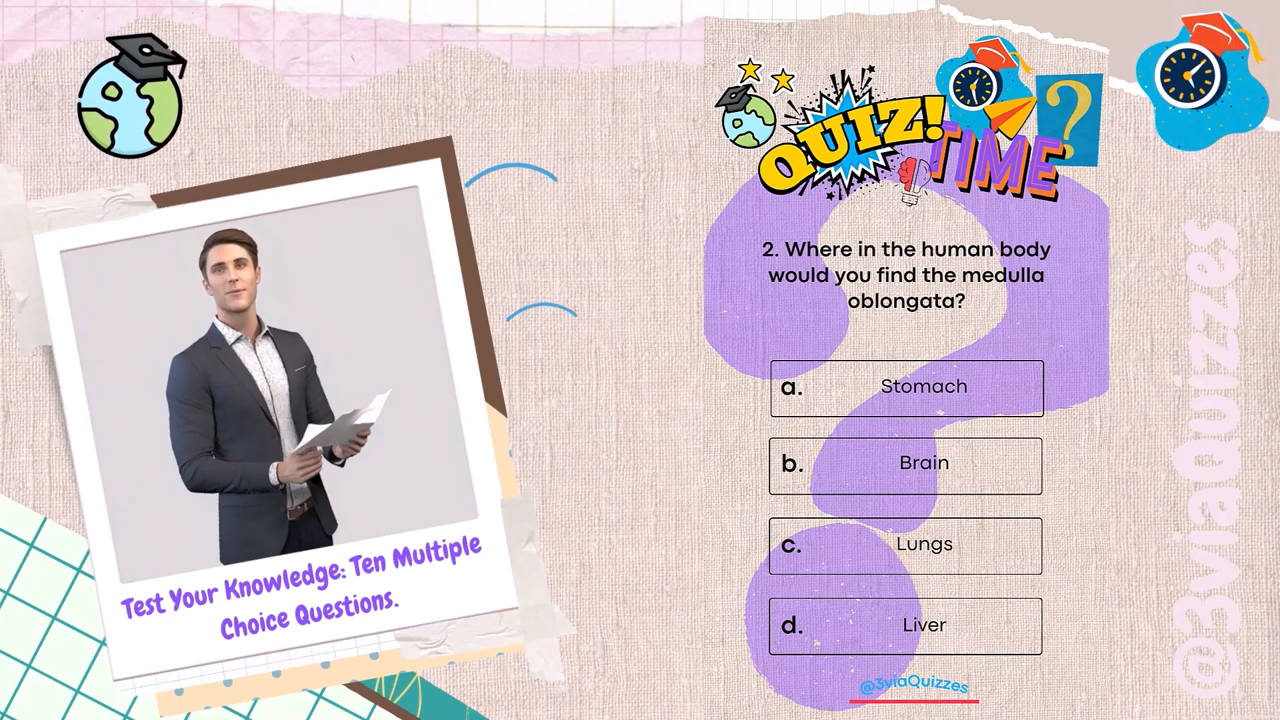 QUIZ!
TIME
?
2. Where in the human body
would you find the medulla
oblongata?
a. Stomach
b. Brain
c. Lungs
d. Liver
@3viaQuizzes
Test Your Knowledge: Ten Multiple
Choice Questions.
@3viaQuizzes